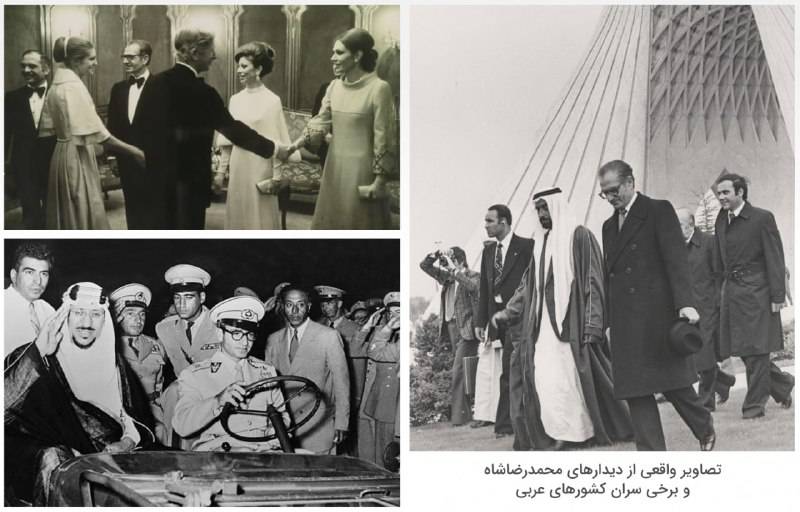 تصاویر واقعی از دیدارهای محمدرضاشاه
و برخی سران کشورهای عربی